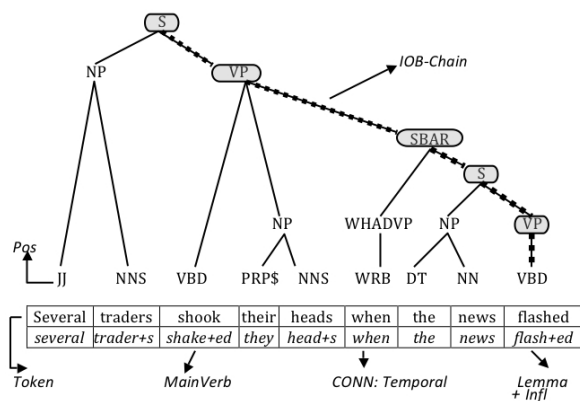 S
NP VP IOB-Chain
SBAR
S
NP WHADVP NP VP
Pos
JJ NNS VBD PRP$ NNS WRB DT NN VBD
Several traders shook their heads when the news flashed
several trader+s shake+ed they head+s when the news flash+ed
Token MainVerb CONN: Temporal Lemma
+ Infl